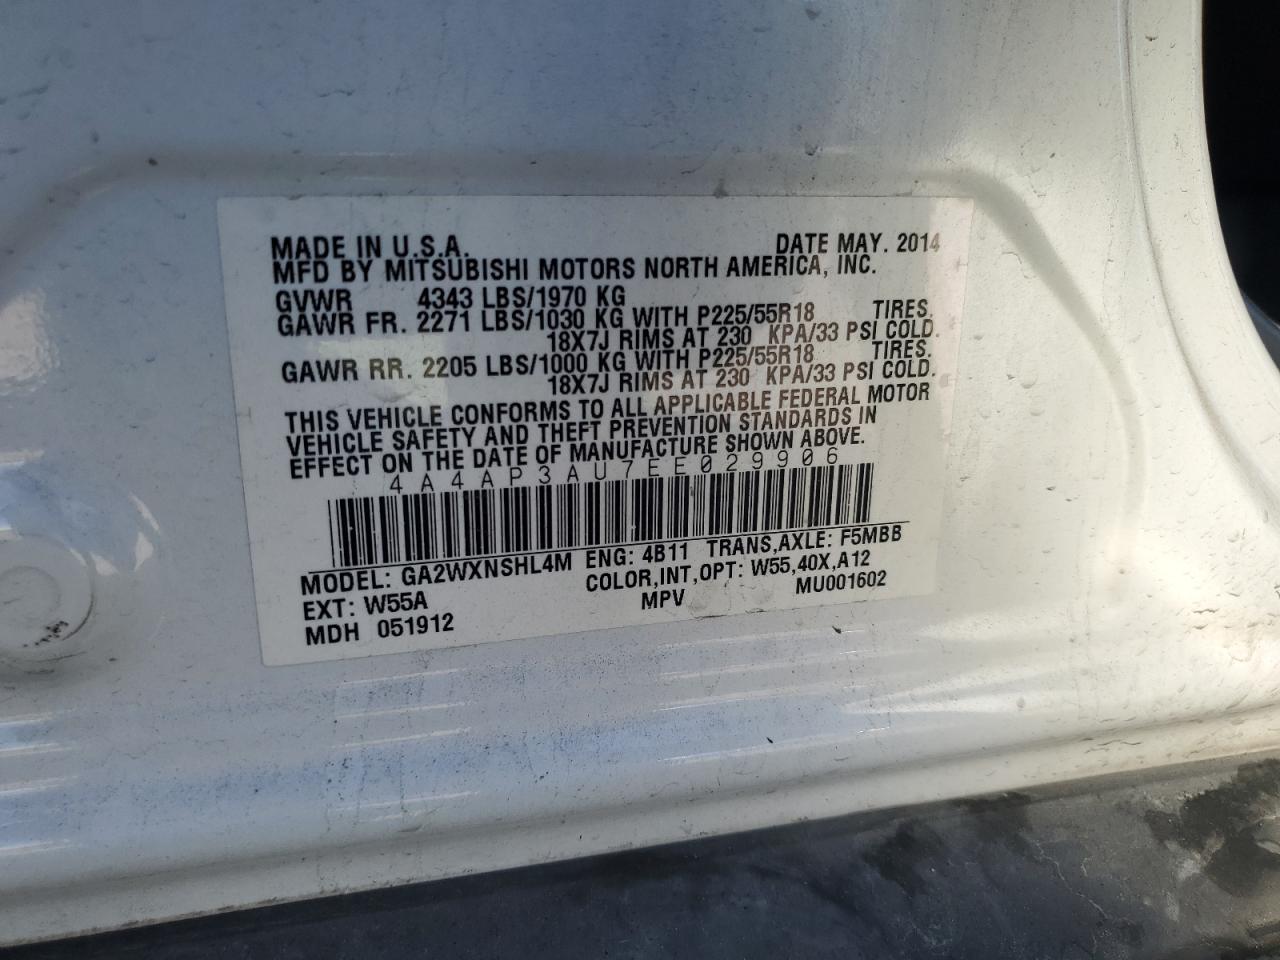 MADE IN U.S.A. DATE MAY. 2014
MFD BY MITSUBISHI MOTORS NORTH AMERICA, INC.
GVWR 4343 LBS/1970 KG
GAWR FR. 2271 LBS/1030 KG WITH P225/55R18 TIRES.
18X7J RIMS AT 230 KPA/33 PSI COLD.
GAWR RR. 2205 LBS/1000 KG WITH P225/55R18 TIRES.
18X7J RIMS AT 230 KPA/33 PSI COLD.
THIS VEHICLE CONFORMS TO ALL APPLICABLE FEDERAL MOTOR
VEHICLE SAFETY AND THEFT PREVENTION STANDARDS IN
EFFECT ON THE DATE OF MANUFACTURE SHOWN ABOVE.
4A4AP3AU7EE029906
MODEL: GA2WXNSHL4M ENG: 4B11 TRANS,AXLE: F5MBB
EXT: W55A COLOR,INT,OPT: W55,40X,A12
MDH 051912 MPV MU001602